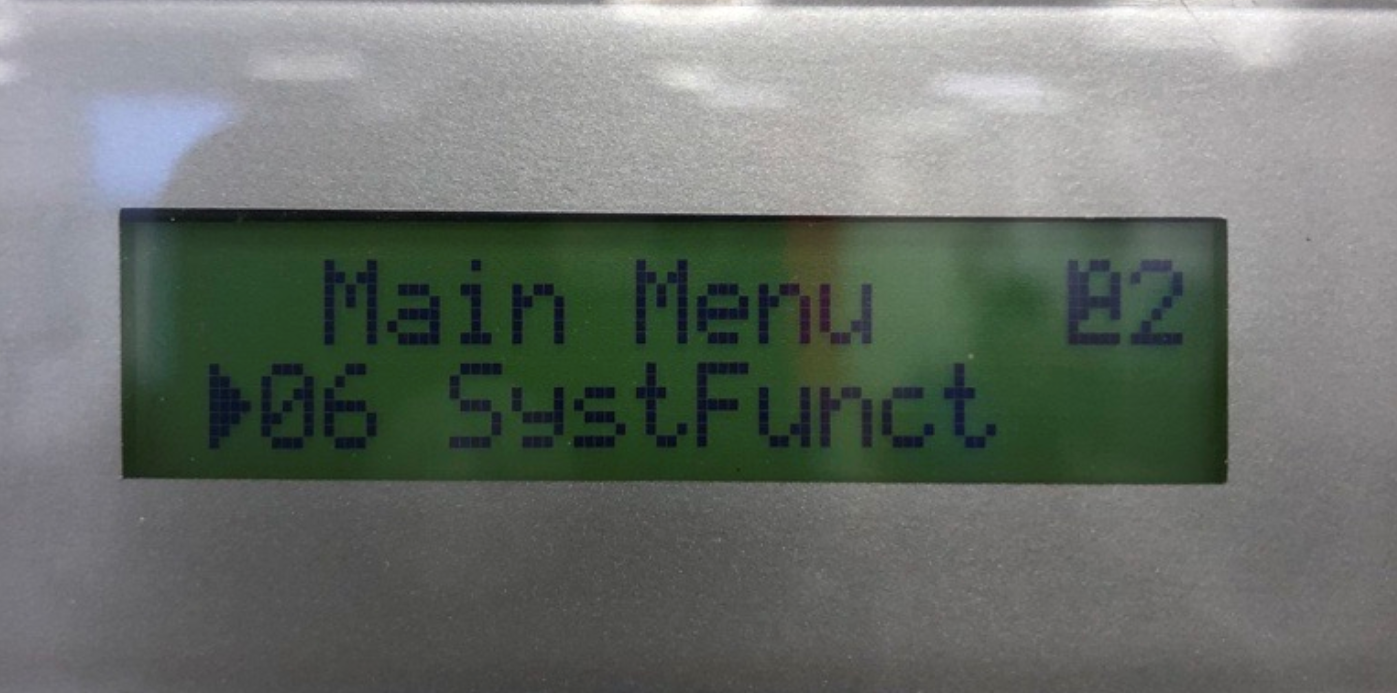 Main Menu 02
▶06 SystFunct